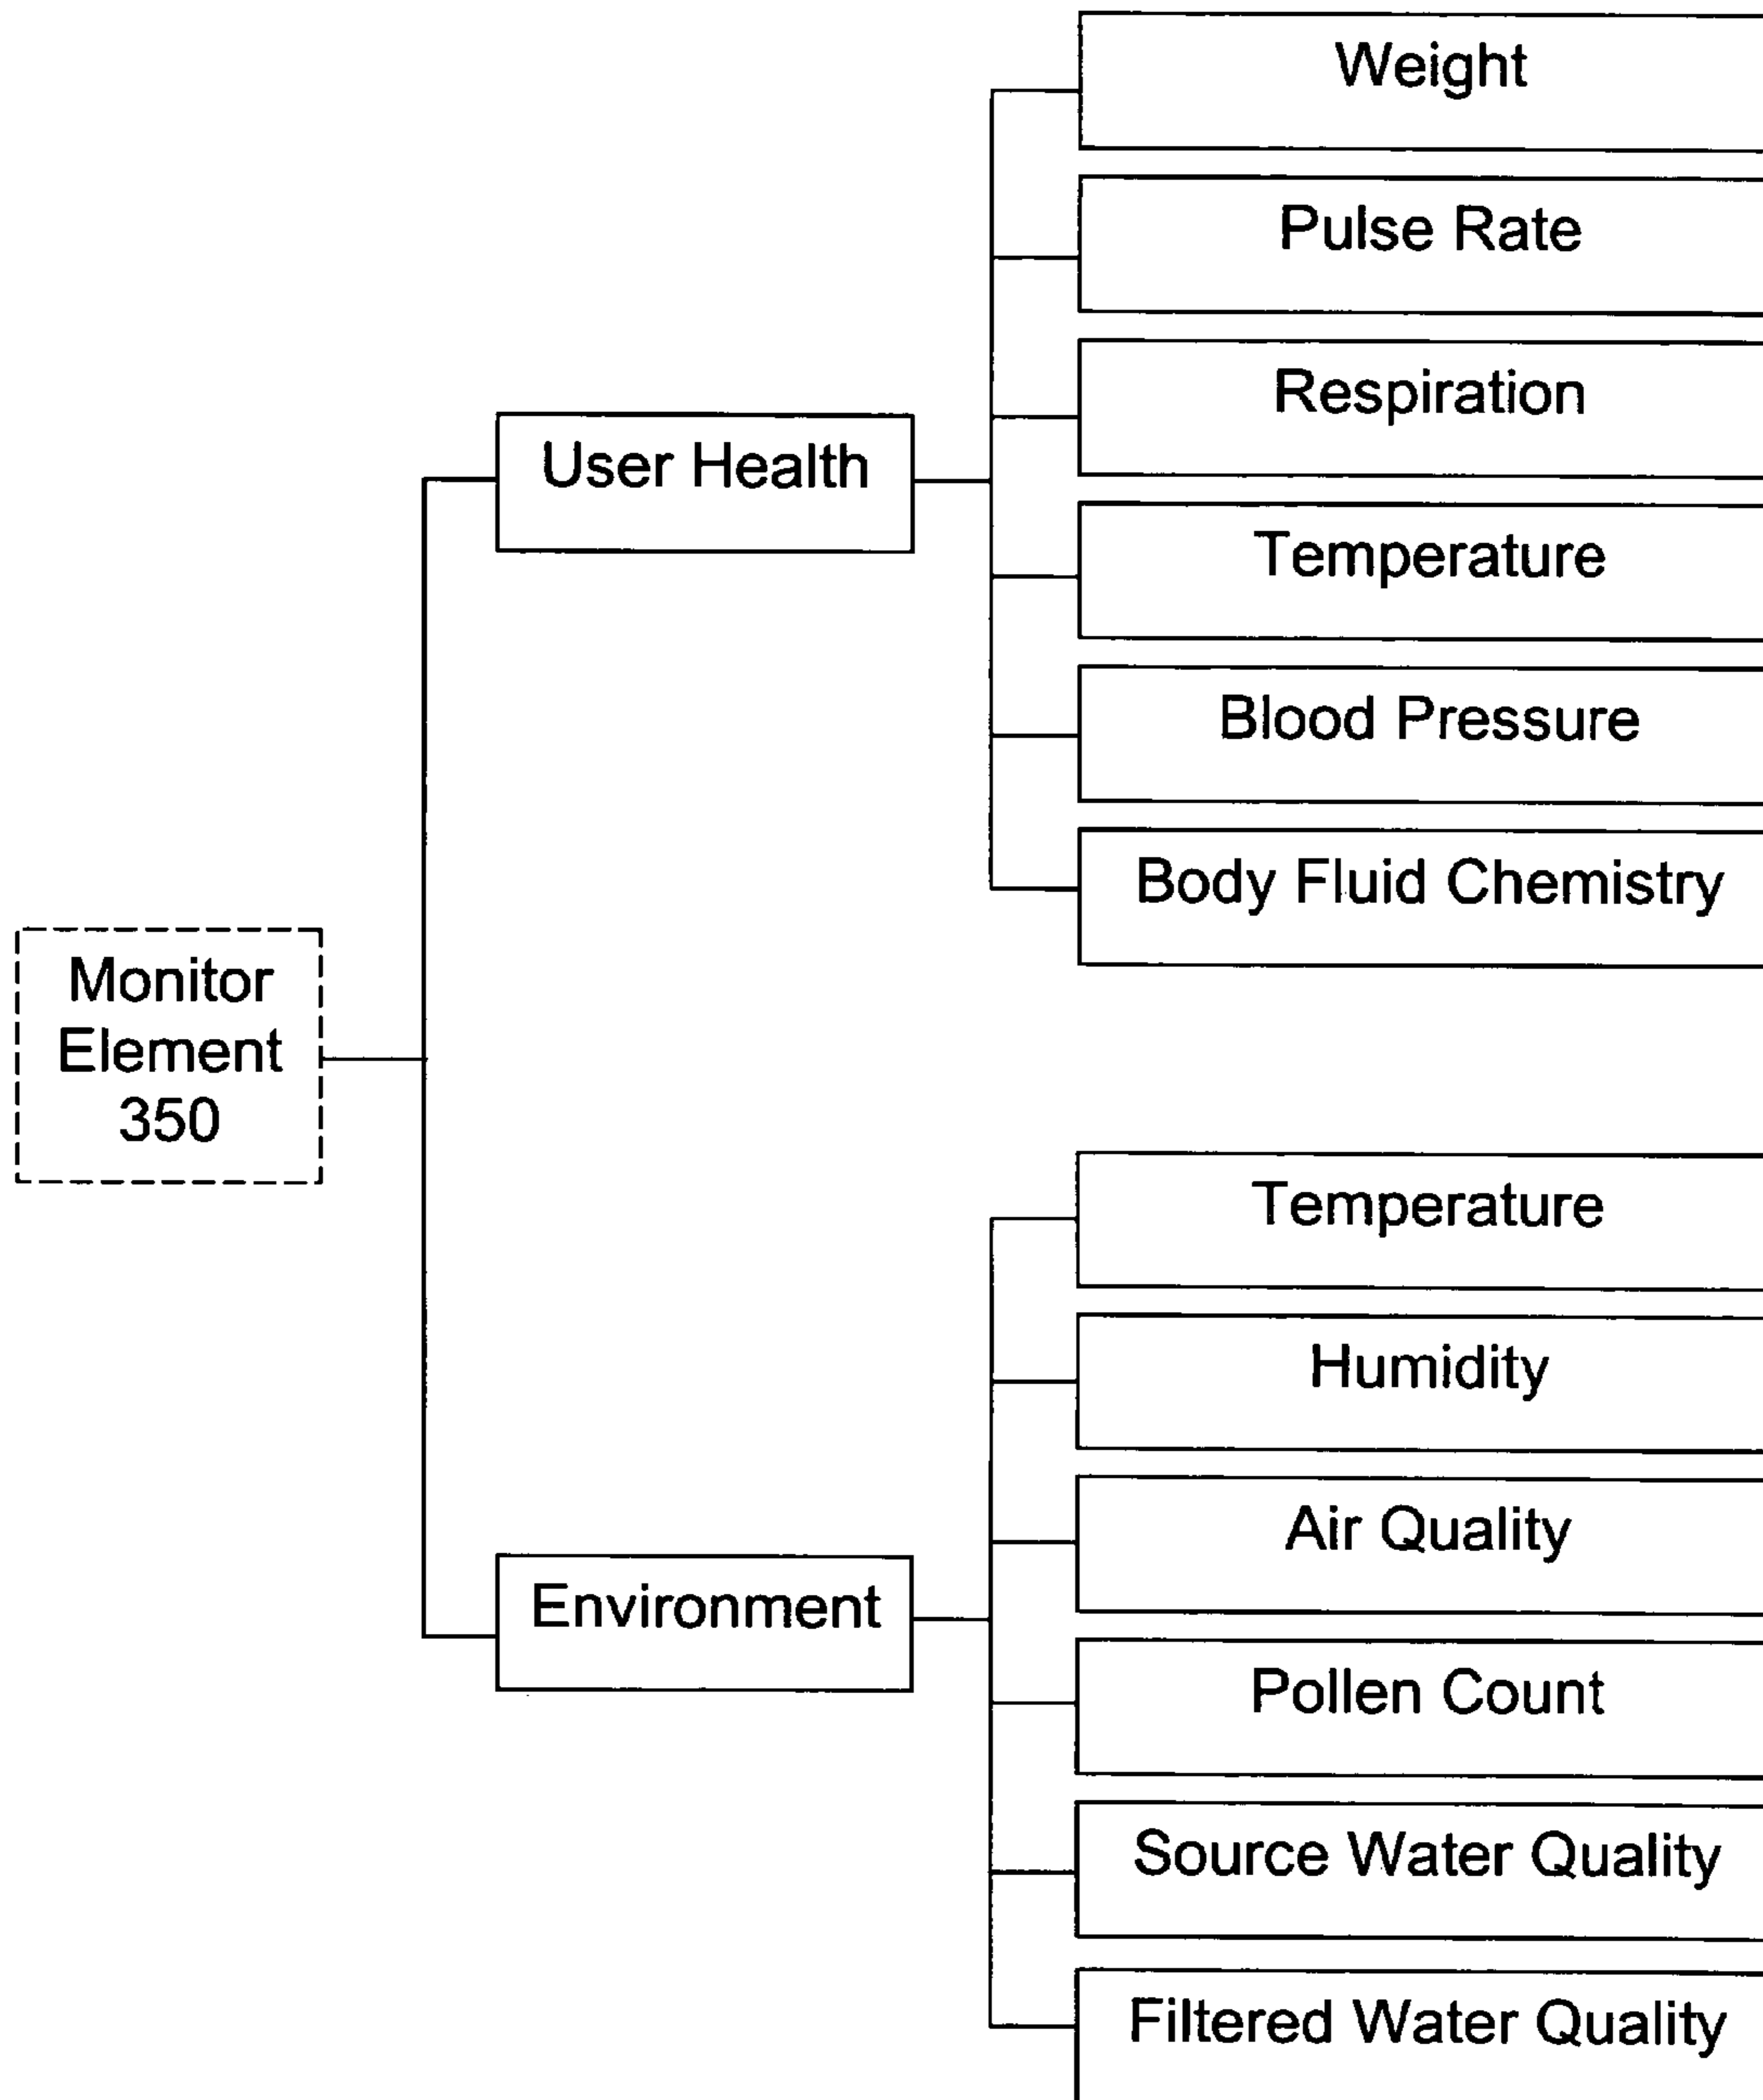 Weight
Pulse Rate
Respiration
User Health
Temperature
Blood Pressure
Body Fluid Chemistry
Monitor
Element
350
Temperature
Humidity
Air Quality
Environment
Pollen Count
Source Water Quality
Filtered Water Quality